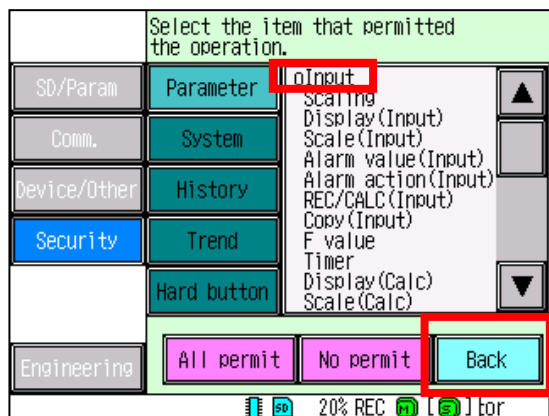 Select the item that permitted
the operation.
SD/Param
Comm.
Device/Other
Security
Engineering
Parameter
System
History
Trend
Hard button
oInput
Scaling
Display(Input)
Scale(Input)
Alarm value(Input)
Alarm action(Input)
REC/CALC(Input)
Copy(Input)
F value
Timer
Display(Calc)
Scale(Calc)
All permit
No permit
Back
SD 20% REC M [S]